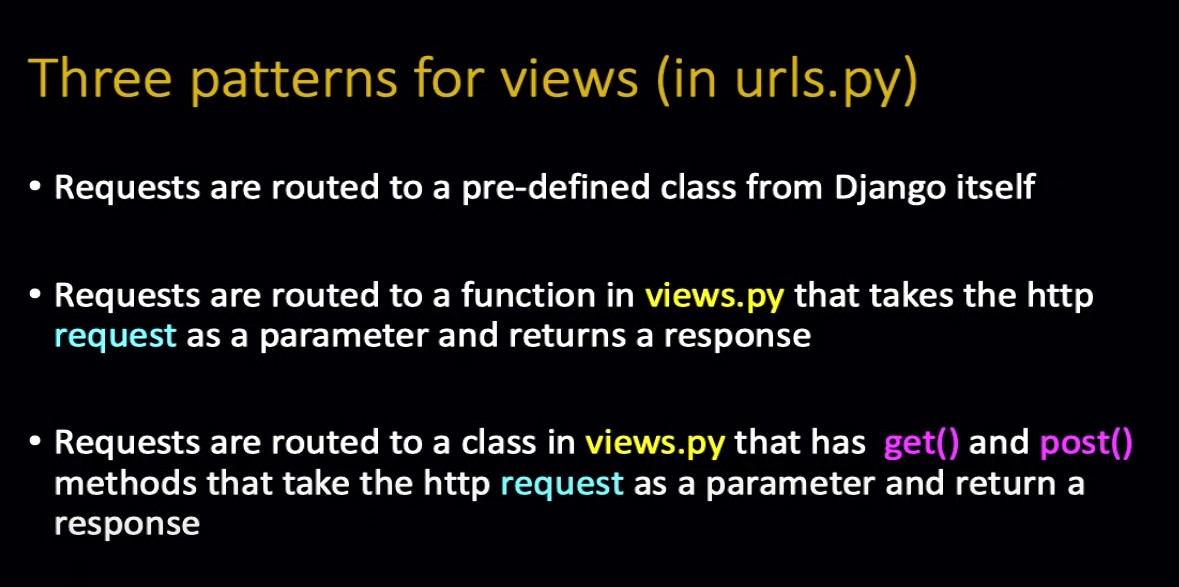 Three patterns for views (in urls.py)
• Requests are routed to a pre-defined class from Django itself
• Requests are routed to a function in views.py that takes the http
request as a parameter and returns a response
• Requests are routed to a class in views.py that has get() and post()
methods that take the http request as a parameter and return a
response